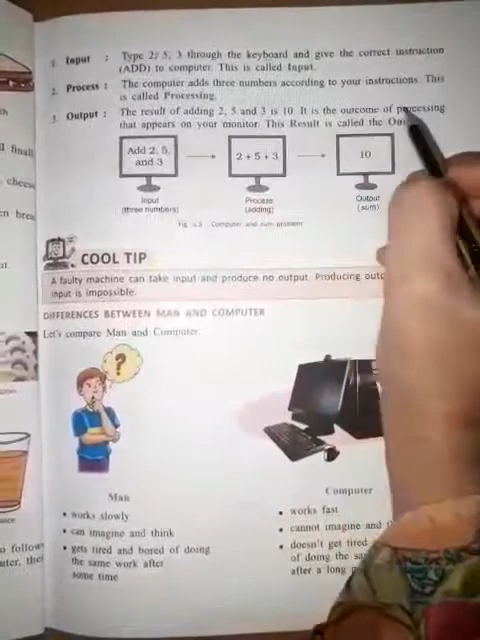 1. Input : Type 2, 5, 3 through the keyboard and give the correct instruction
(ADD) to computer. This is called Input.
2. Process : The computer adds three numbers according to your instructions. This
is called Processing.
3. Output : The result of adding 2, 5 and 3 is 10. It is the outcome of processing
that appears on your monitor. This Result is called the
Add 2, 5,
and 3
2 + 5 + 3
10
Input
(three numbers)
Process
(adding)
Output
(sum)
Computer and sum problem
COOL TIP
A faulty machine can take input and produce no output. Producing
input is impossible.
DIFFERENCES BETWEEN MAN AND COMPUTER
Let's compare Man and Computer.
?
Man
• works slowly
• can imagine and think
• gets tired and bored of doing
the same work after
some time
Computer
• works fast
• cannot imagine and
• doesn't get tired
of doing the
after a long
finall
cheese
follow